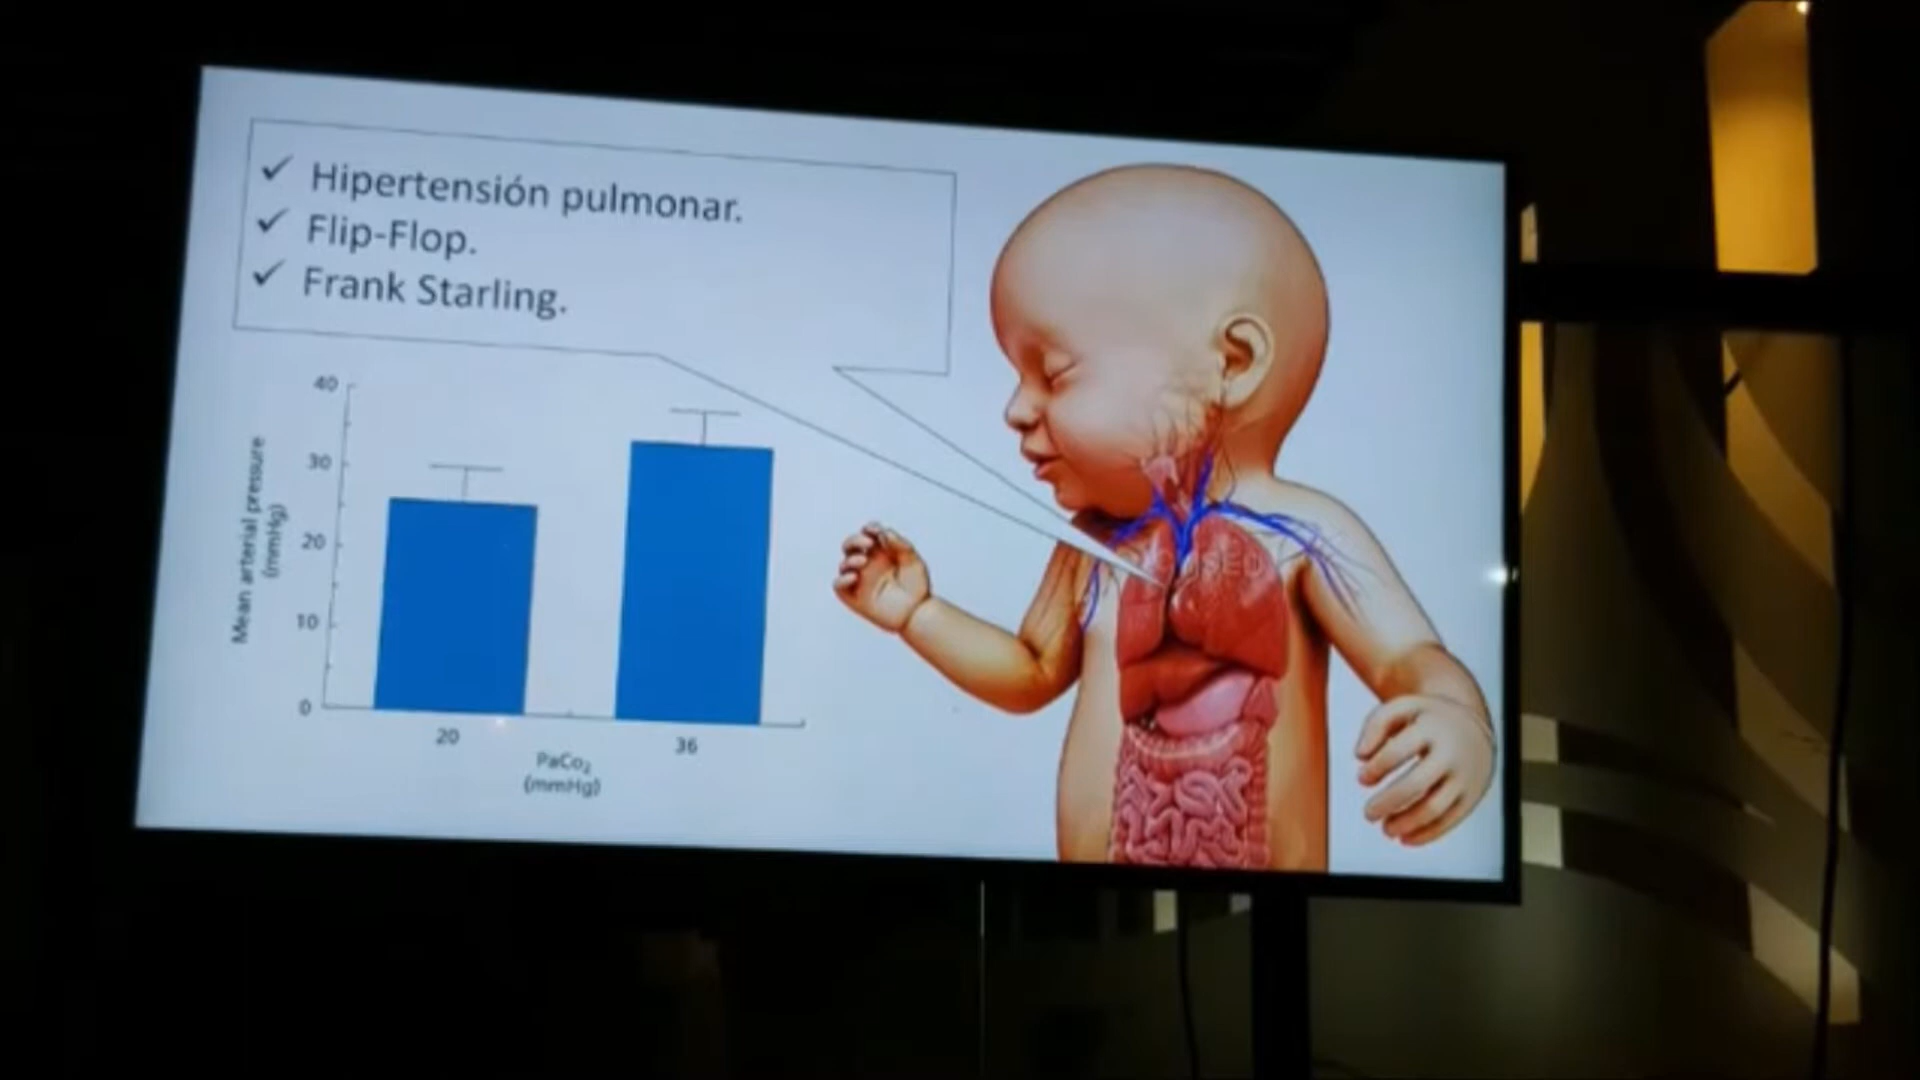 ✓ Hipertensión pulmonar.
✓ Flip-Flop.
✓ Frank Starling.
40
30
20
10
0
Mean arterial pressure
(mmHg)
20
36
PaCo₂
(mmHg)